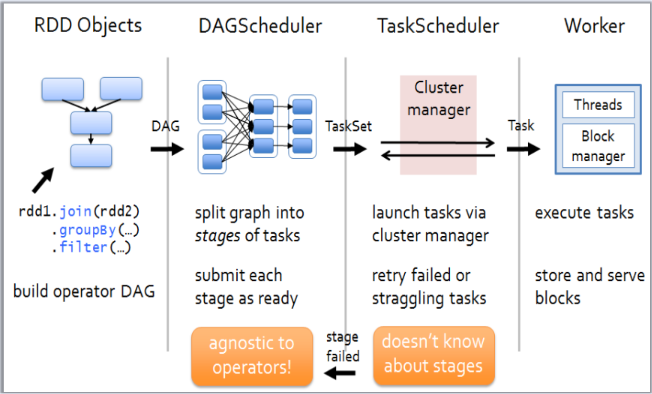 RDD Objects
DAGScheduler
TaskScheduler
Worker
DAG
TaskSet
Cluster
manager
Task
Threads
Block
manager
rdd1.join(rdd2)
.groupBy(…)
.filter(…)
build operator DAG
split graph into
stages of tasks
submit each
stage as ready
launch tasks via
cluster manager
retry failed or
straggling tasks
execute tasks
store and serve
blocks
agnostic to
operators!
stage
failed
doesn't know
about stages